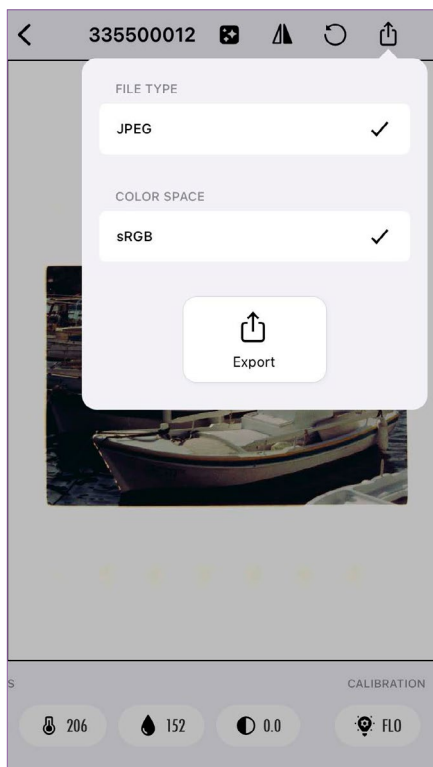 335500012
FILE TYPE
JPEG
COLOR SPACE
sRGB
Export
S
CALIBRATION
206
152
0.0
FLO